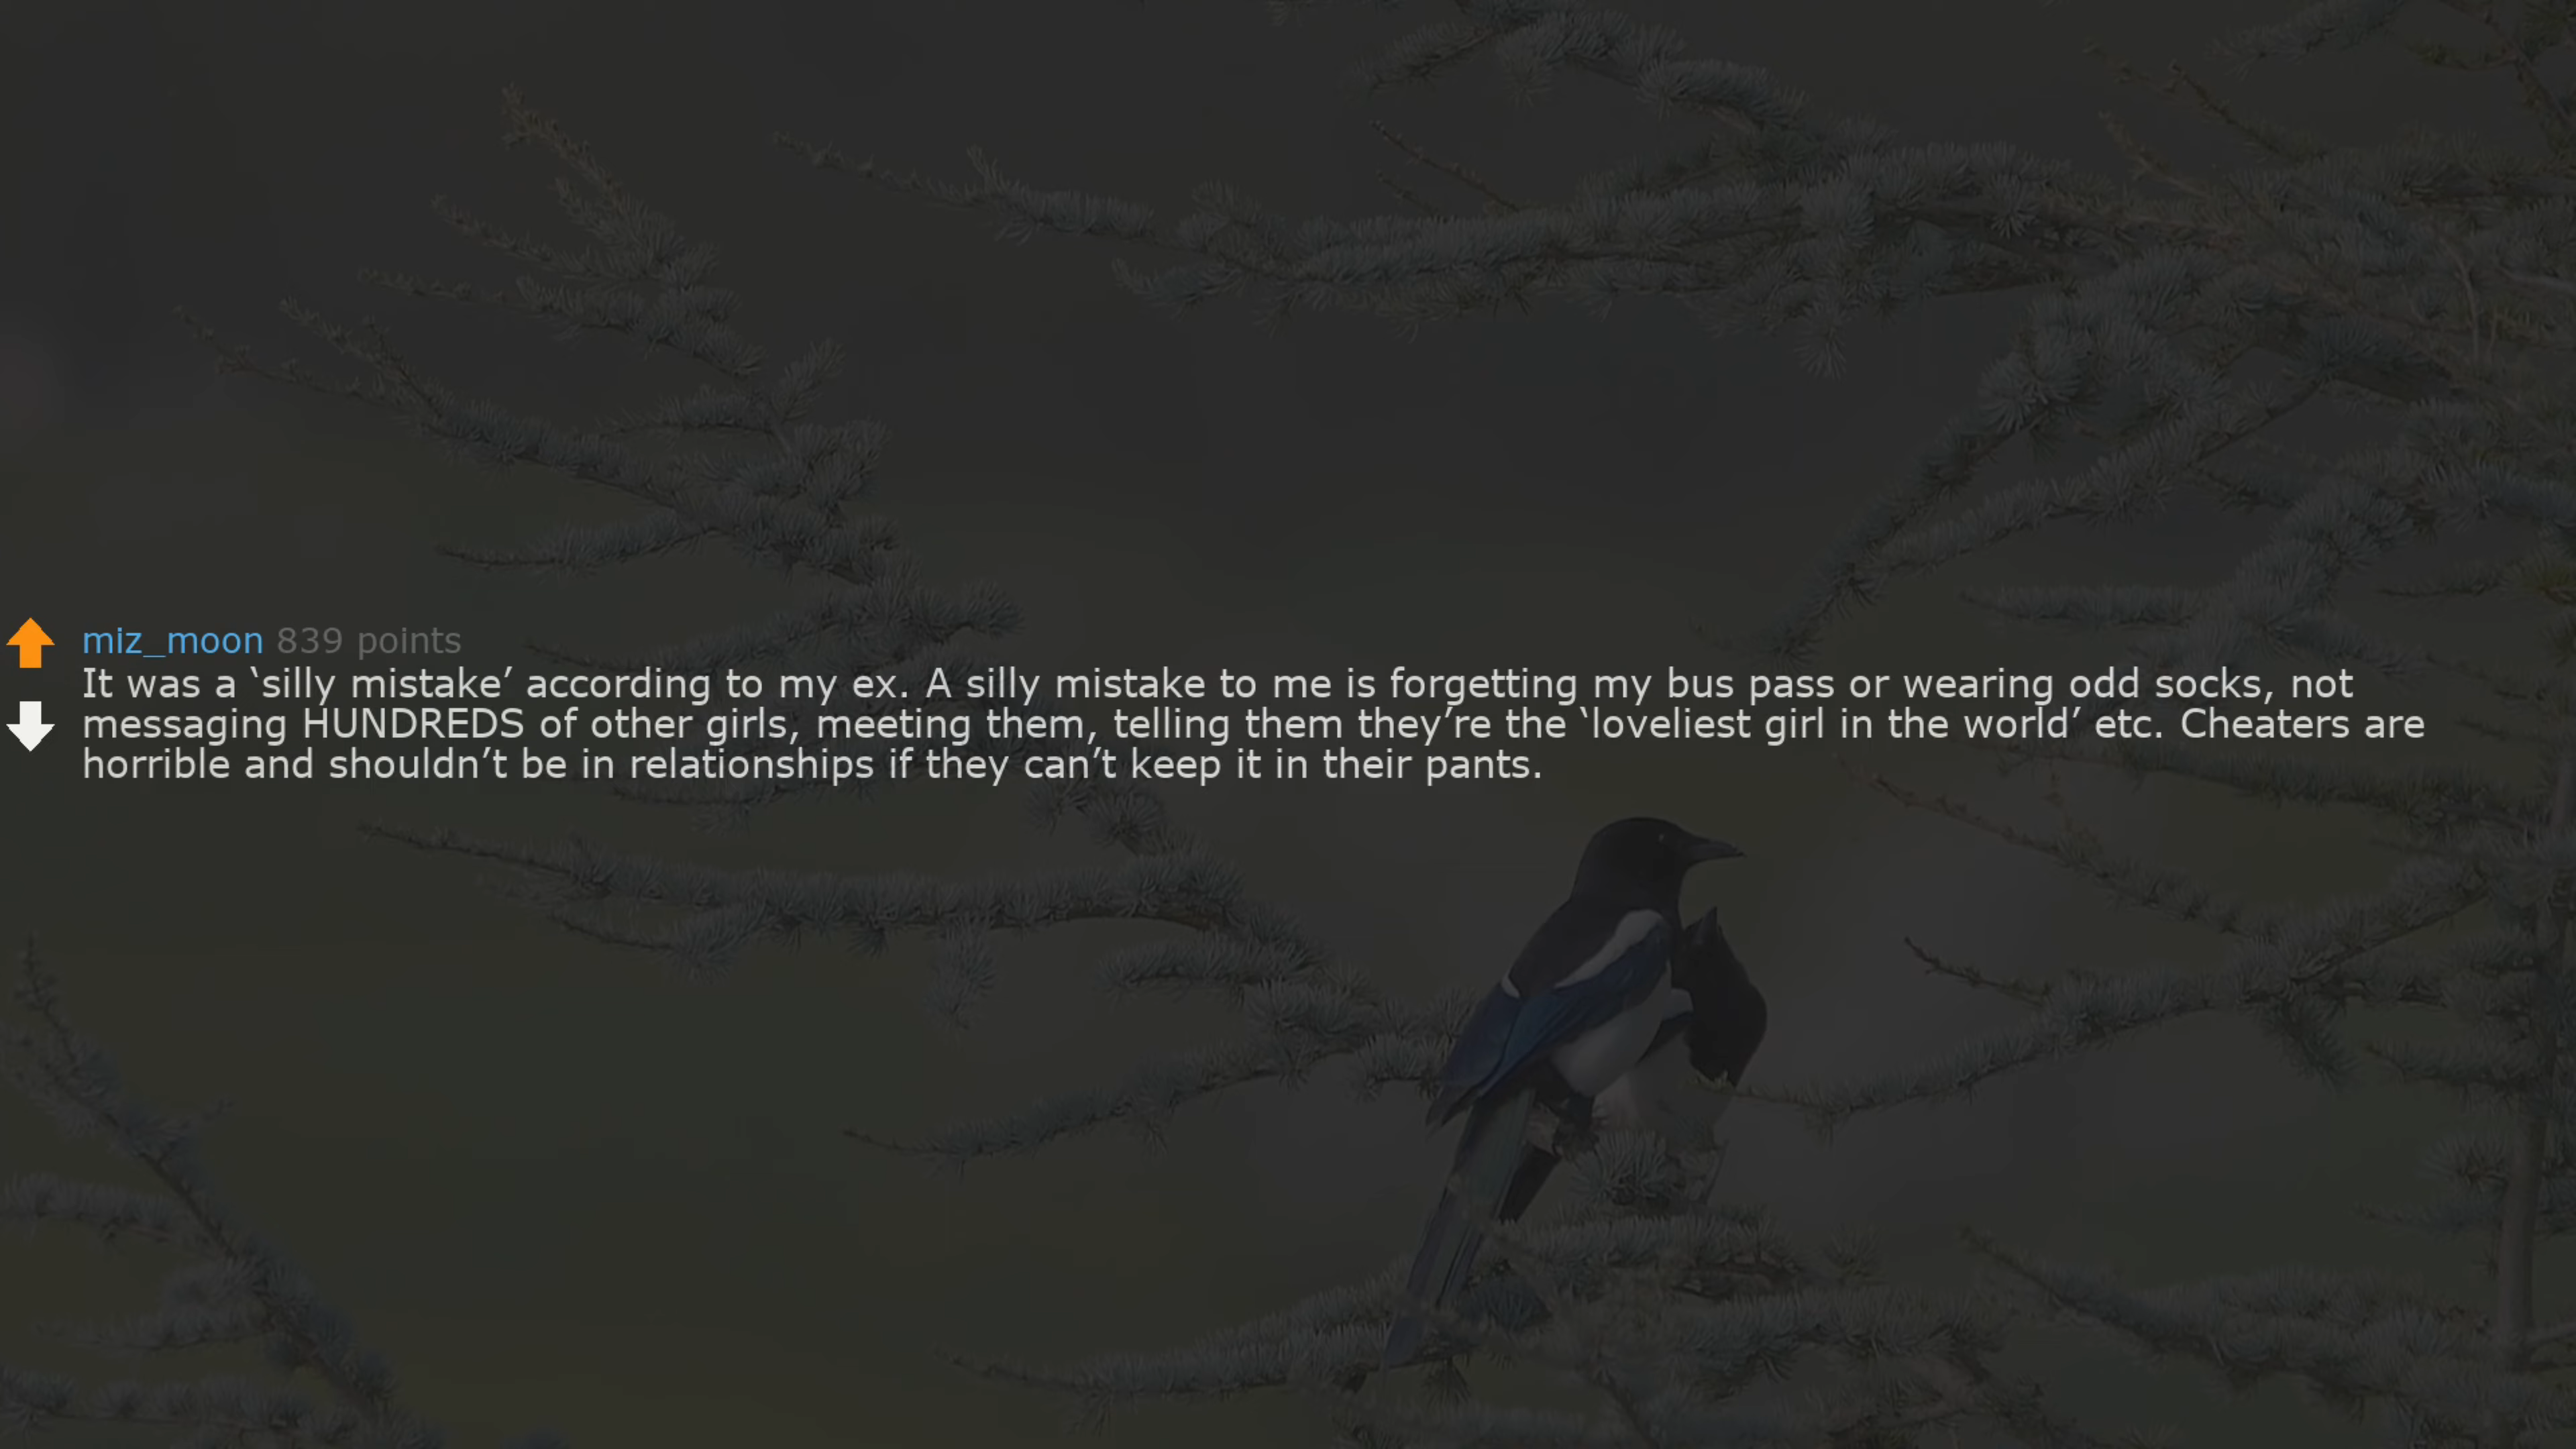 miz_moon 839 points
It was a ‘silly mistake’ according to my ex. A silly mistake to me is forgetting my bus pass or wearing odd socks, not
messaging HUNDREDS of other girls, meeting them, telling them they’re the ‘loveliest girl in the world’ etc. Cheaters are
horrible and shouldn’t be in relationships if they can’t keep it in their pants.